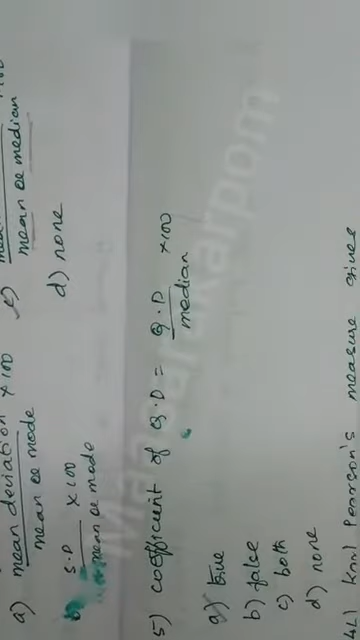 a) mean deviation × 100
mean or mode
c) mean
mean or median
b) S.D × 100
mean or mode
d) none
5) coefficient of Q.D = Q.D × 100
median
a) true
b) false
c) both
d) none
Karl Pearson's measure gives